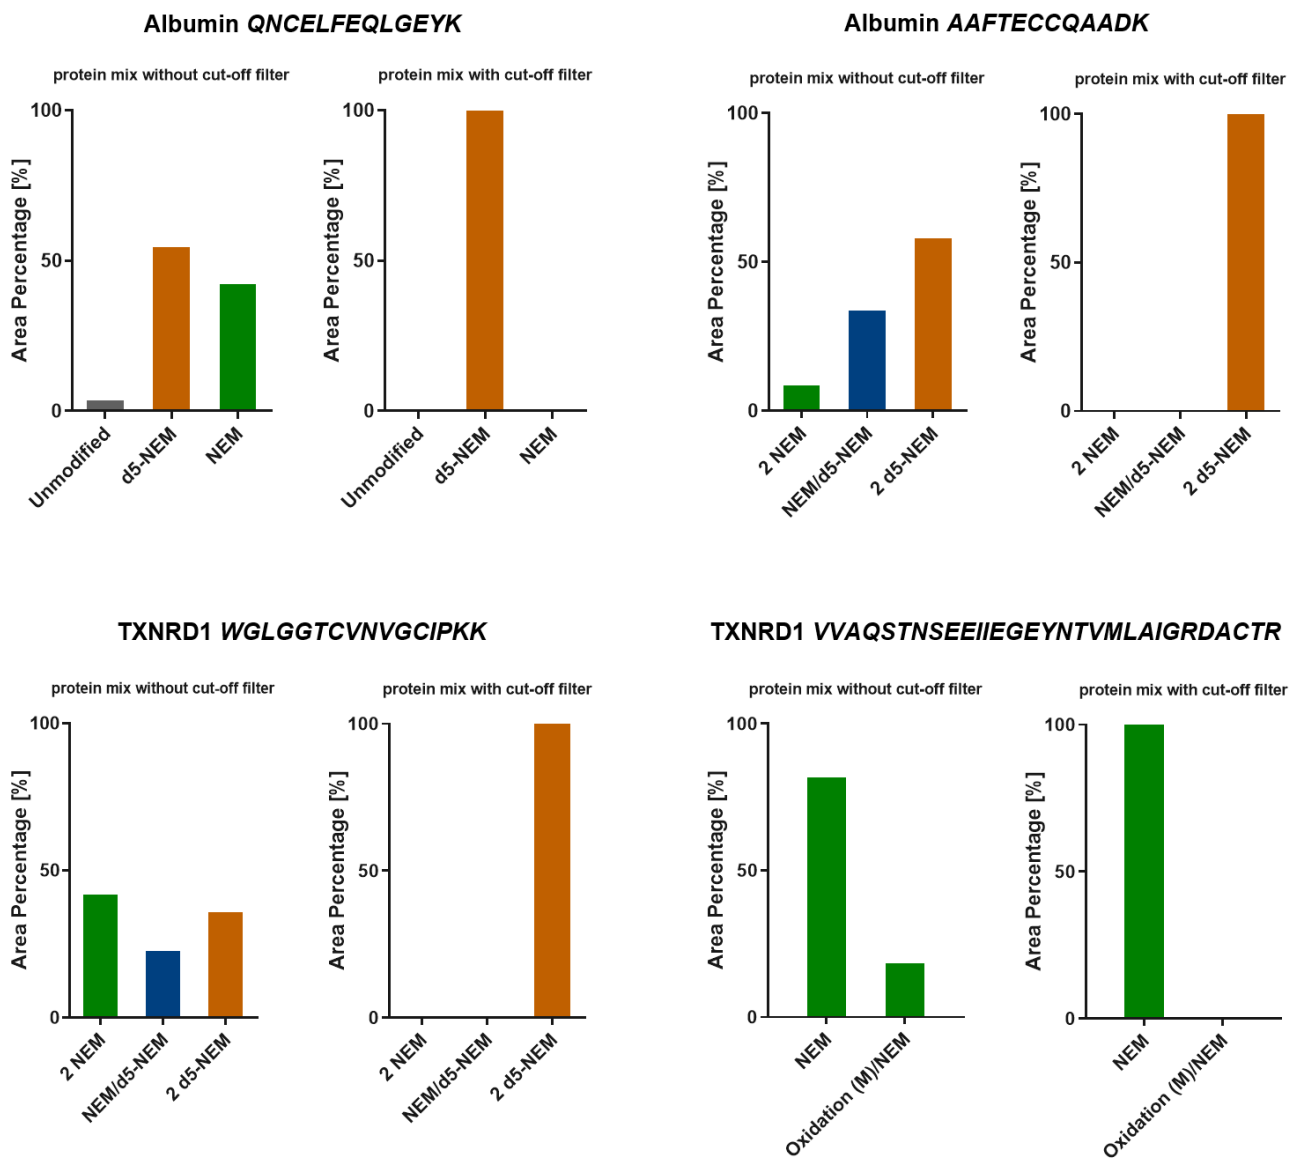 Albumin QNCELFEQLGEYK
protein mix without cut-off filter
Area Percentage [%]
100
50
0
Unmodified
d5-NEM
NEM
protein mix with cut-off filter
Area Percentage [%]
100
50
0
Unmodified
d5-NEM
NEM
Albumin AAFTECCQAADK
protein mix without cut-off filter
Area Percentage [%]
100
50
0
2 NEM
NEM/d5-NEM
2 d5-NEM
protein mix with cut-off filter
Area Percentage [%]
100
50
0
2 NEM
NEM/d5-NEM
2 d5-NEM
TXNRD1 WGLGGTCVNVGCIPKK
protein mix without cut-off filter
Area Percentage [%]
100
50
0
2 NEM
NEM/d5-NEM
2 d5-NEM
protein mix with cut-off filter
Area Percentage [%]
100
50
0
2 NEM
NEM/d5-NEM
2 d5-NEM
TXNRD1 VVAQSTNSEEIIEGEYNTVMLAIGRDACTR
protein mix without cut-off filter
Area Percentage [%]
100
50
0
NEM
Oxidation (M)/NEM
protein mix with cut-off filter
Area Percentage [%]
100
50
0
NEM
Oxidation (M)/NEM